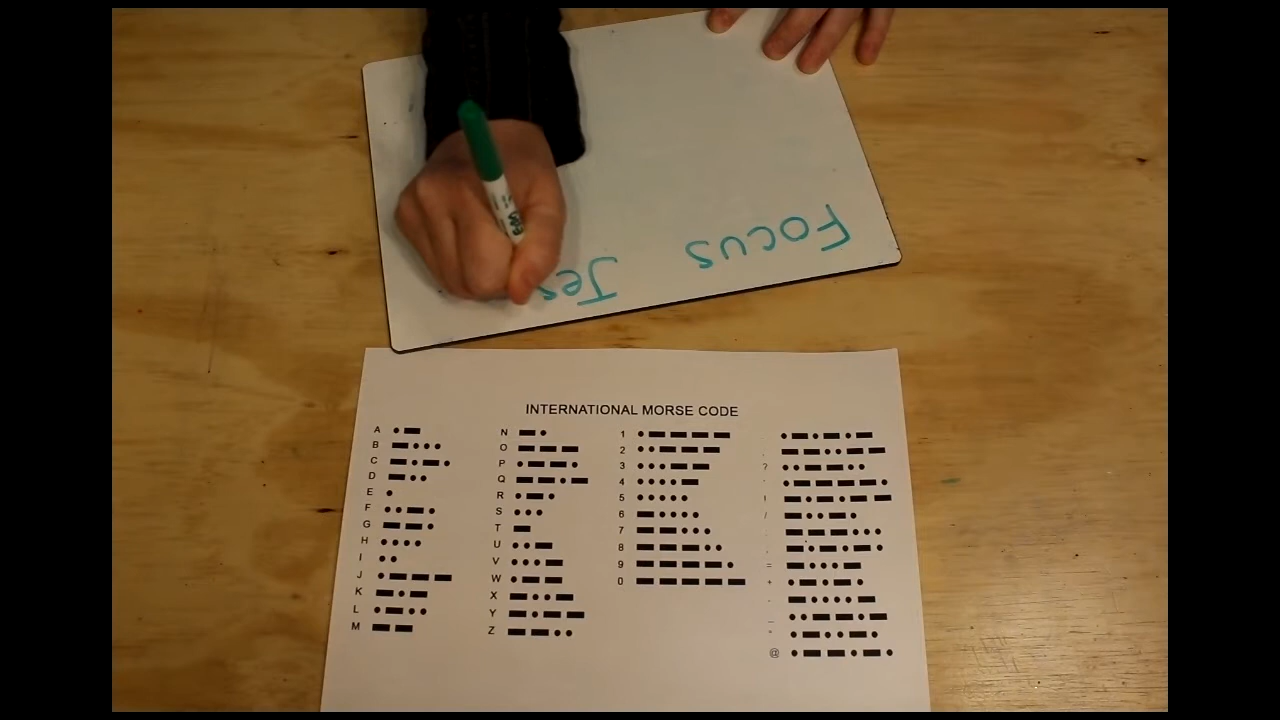 Focus Jes
INTERNATIONAL MORSE CODE
A •–
B –•••
C –•–•
D –••
E •
F ••–•
G ––•
H ••••
I ••
J •–––
K –•–
L •–••
M ––
N –•
O –––
P •––•
Q ––•–
R •–•
S •••
T –
U ••–
V •••–
W •––
X –••–
Y –•––
Z ––••
1 •––––
2 ••–––
3 •••––
4 ••••–
5 •••••
6 –••••
7 ––•••
8 –––••
9 ––––•
0 –––––
?
/
=
+
-
_
@